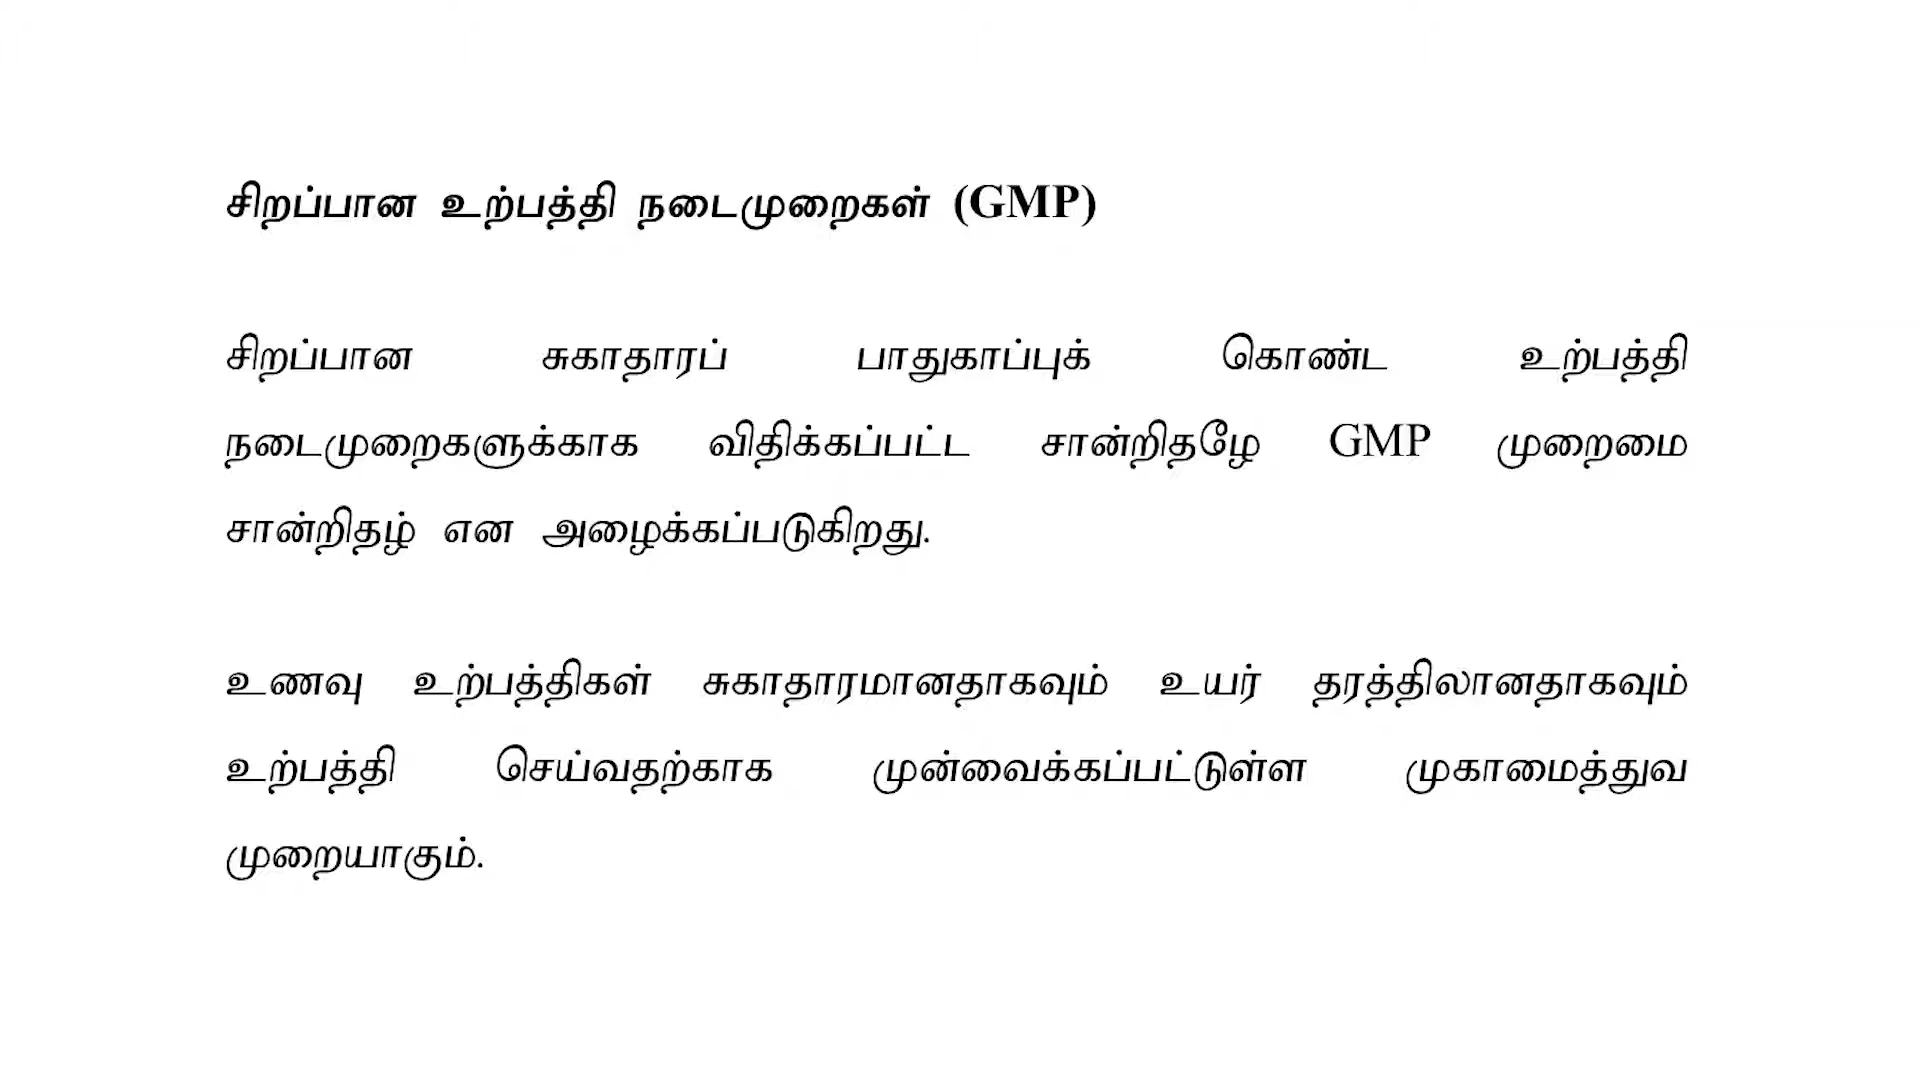 சிறப்பான உற்பத்தி நடைமுறைகள் (GMP)
சிறப்பான சுகாதாரப் பாதுகாப்புக் கொண்ட உற்பத்தி
நடைமுறைகளுக்காக விதிக்கப்பட்ட சான்றிதழே GMP முறைமை
சான்றிதழ் என அழைக்கப்படுகிறது.
உணவு உற்பத்திகள் சுகாதாரமானதாகவும் உயர் தரத்திலானதாகவும்
உற்பத்தி செய்வதற்காக முன்வைக்கப்பட்டுள்ள முகாமைத்துவ
முறையாகும்.